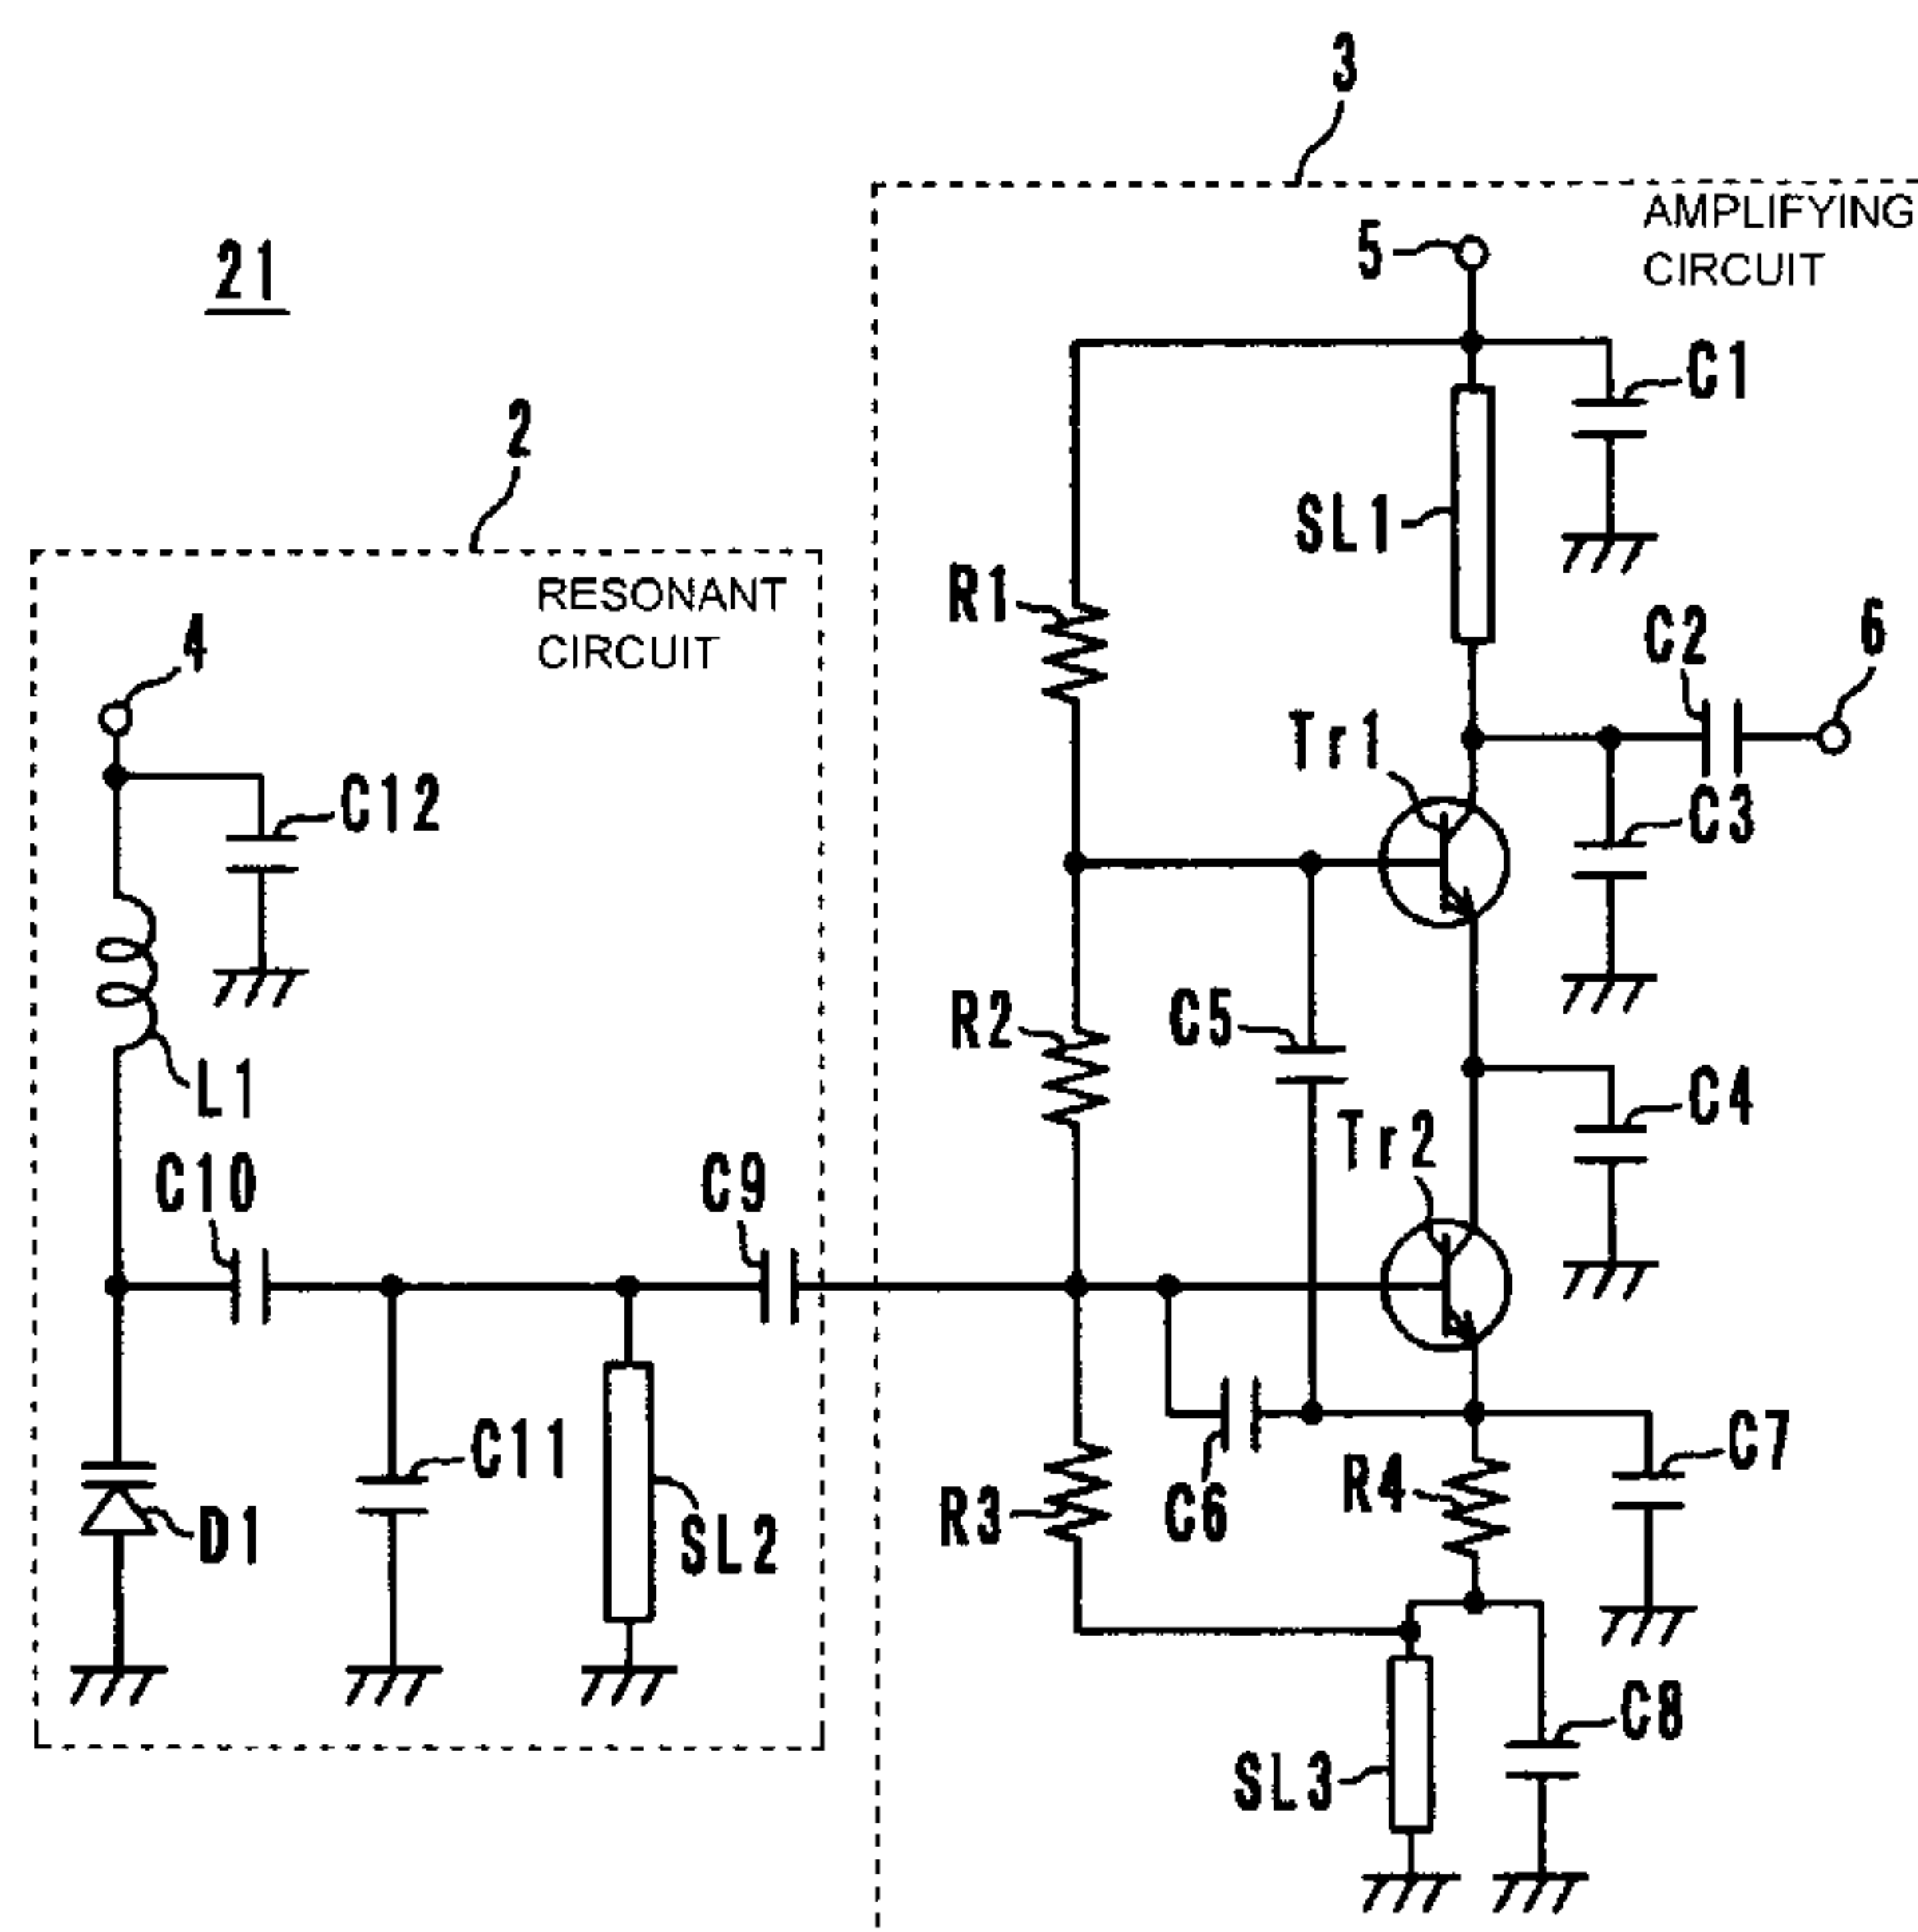 3
AMPLIFYING
CIRCUIT
5
21
C1
2
SL1
RESONANT
CIRCUIT
R1
C2
6
4
Tr1
C12
C3
R2
C5
L1
C4
Tr2
C10
C9
C11
C7
D1
SL2
R3
C6
R4
C8
SL3